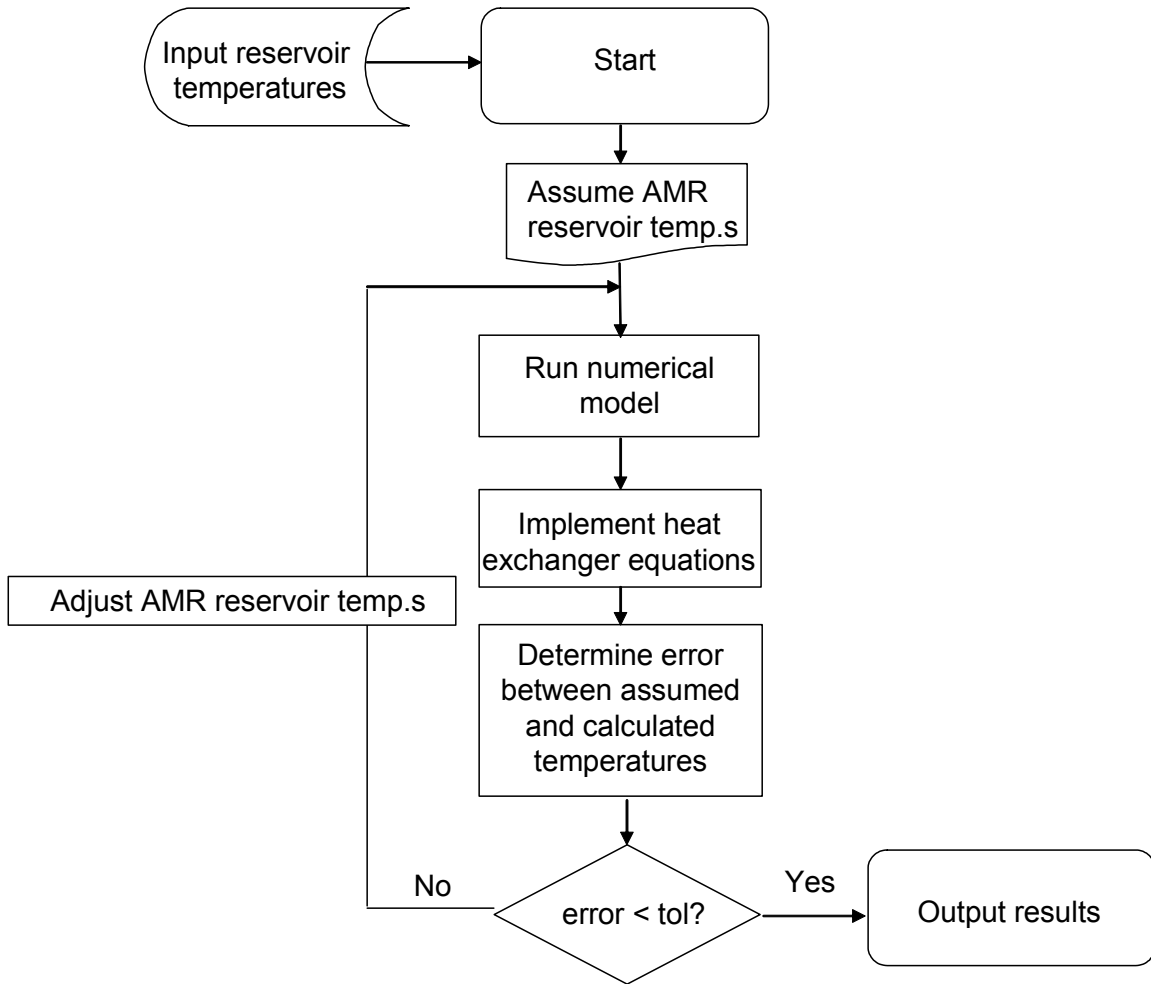 Input reservoir
temperatures
Start
Assume AMR
reservoir temp.s
Run numerical
model
Implement heat
exchanger equations
Adjust AMR reservoir temp.s
Determine error
between assumed
and calculated
temperatures
No
error < tol?
Yes
Output results